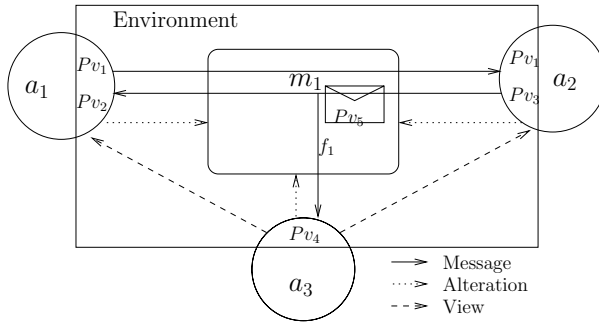 Environment
Pv1
Pv1
a1
m1
a2
Pv2
Pv3
Pv5
f1
Pv4
a3
Message
Alteration
View